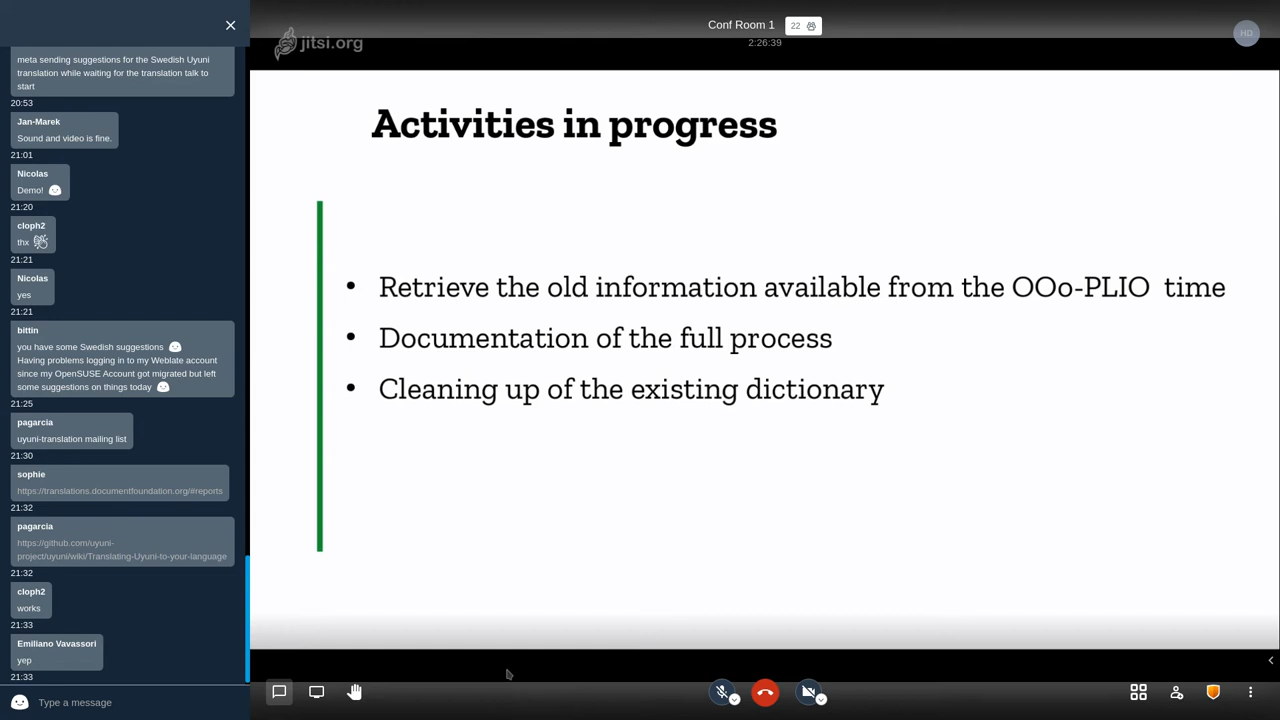 meta sending suggestions for the Swedish Uyuni
translation while waiting for the translation talk to
start
20:53
Jan-Marek
Sound and video is fine.
21:01
Nicolas
Demo!
21:20
cloph2
thx
21:21
Nicolas
yes
21:21
bittin
you have some Swedish suggestions
Having problems logging in to my Weblate account
since my OpenSUSE Account got migrated but left
some suggestions on things today
21:25
pagarcia
uyuni-translation mailing list
21:30
sophie
https://translations.documentfoundation.org/#reports
21:32
pagarcia
https://github.com/uyuni-
project/uyuni/wiki/Translating-Uyuni-to-your-language
21:32
cloph2
works
21:33
Emiliano Vavassori
yep
21:33
Type a message
jitsi.org
Conf Room 1 22
2:26:39
HD
Activities in progress
• Retrieve the old information available from the OOo-PLIO time
• Documentation of the full process
• Cleaning up of the existing dictionary